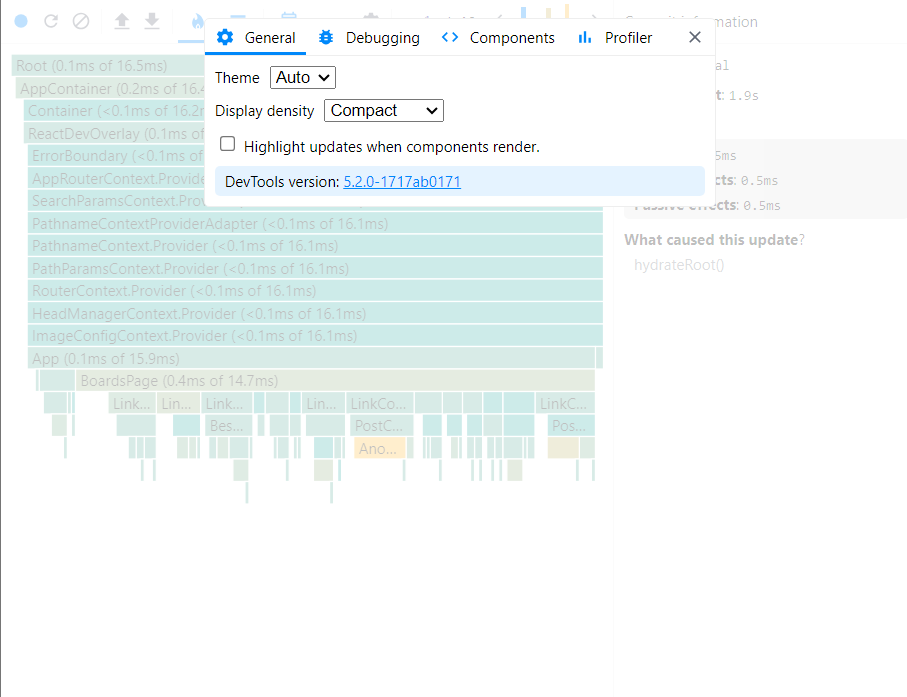 General
Debugging
Components
Profiler
Theme
Auto
Display density
Compact
Highlight updates when components render.
DevTools version: 5.2.0-1717ab0171
information
Root (0.1ms of 16.5ms)
AppContainer (0.2ms of 16.4
Container (<0.1ms of 16.2m
ReactDevOverlay (0.1ms of
ErrorBoundary (<0.1ms of
AppRouterContext.Provide
SearchParamsContext.Prov
PathnameContextProviderAdapter (<0.1ms of 16.1ms)
PathnameContext.Provider (<0.1ms of 16.1ms)
PathParamsContext.Provider (<0.1ms of 16.1ms)
RouterContext.Provider (<0.1ms of 16.1ms)
HeadManagerContext.Provider (<0.1ms of 16.1ms)
ImageConfigContext.Provider (<0.1ms of 16.1ms)
App (0.1ms of 15.9ms)
BoardsPage (0.4ms of 14.7ms)
Link... Lin... Link... Lin... LinkCo... LinkC...
Bes... PostC... Pos...
Ano...
al
t: 1.9s
5ms
cts: 0.5ms
Passive effects: 0.5ms
What caused this update?
hydrateRoot()